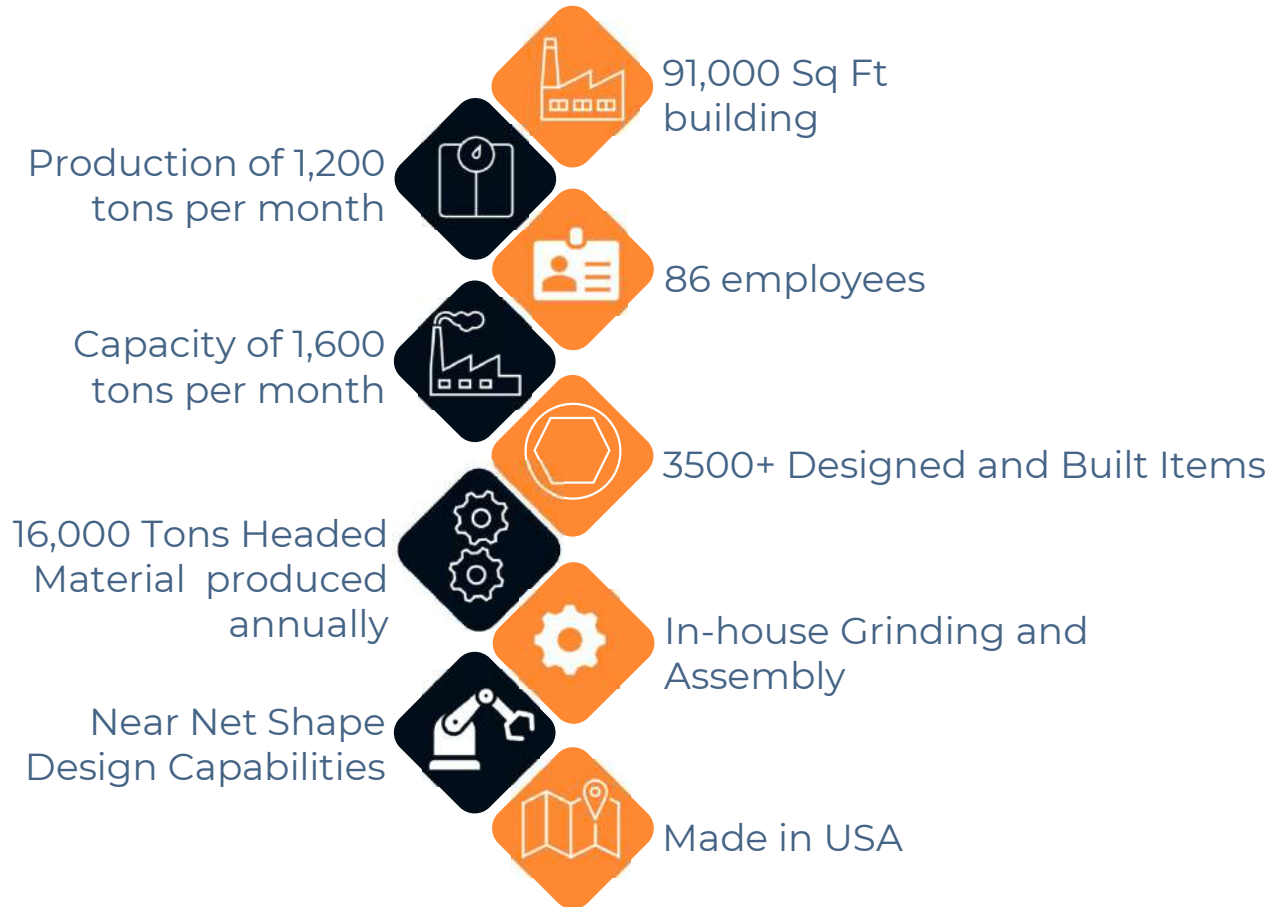 91,000 Sq Ft
building
Production of 1,200
tons per month
86 employees
Capacity of 1,600
tons per month
3500+ Designed and Built Items
16,000 Tons Headed
Material produced
annually
In-house Grinding and
Assembly
Near Net Shape
Design Capabilities
Made in USA